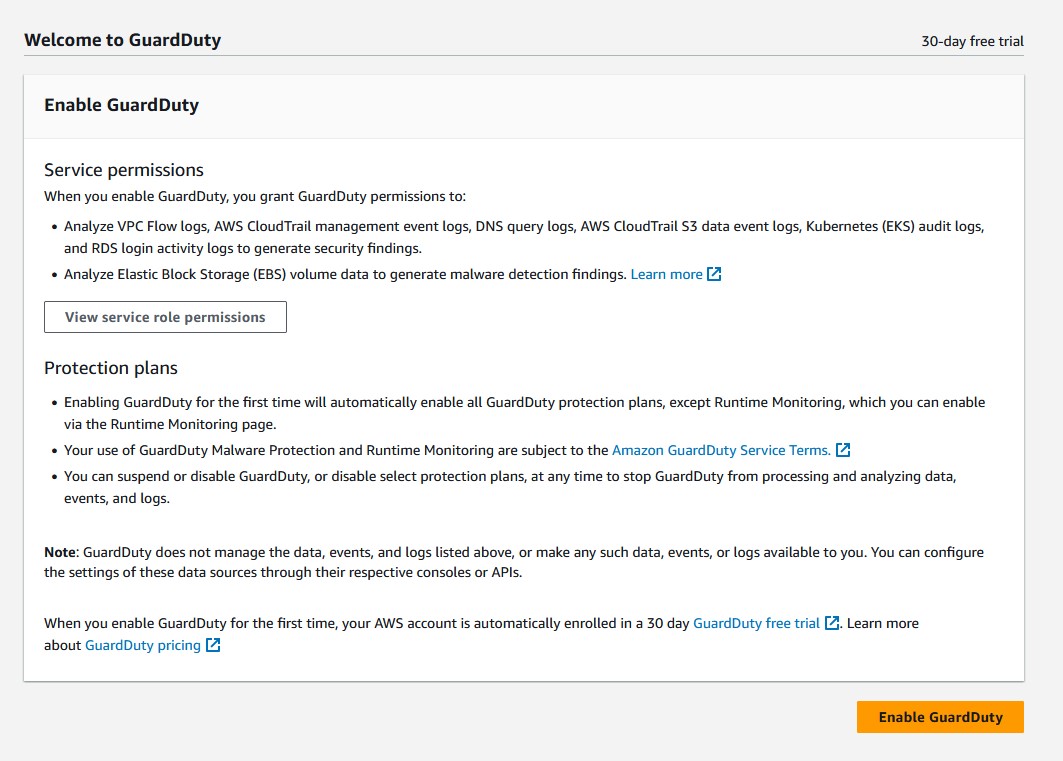 Welcome to GuardDuty
30-day free trial
Enable GuardDuty
Service permissions
When you enable GuardDuty, you grant GuardDuty permissions to:
• Analyze VPC Flow logs, AWS CloudTrail management event logs, DNS query logs, AWS CloudTrail S3 data event logs, Kubernetes (EKS) audit logs,
and RDS login activity logs to generate security findings.
• Analyze Elastic Block Storage (EBS) volume data to generate malware detection findings. Learn more
View service role permissions
Protection plans
• Enabling GuardDuty for the first time will automatically enable all GuardDuty protection plans, except Runtime Monitoring, which you can enable
via the Runtime Monitoring page.
• Your use of GuardDuty Malware Protection and Runtime Monitoring are subject to the Amazon GuardDuty Service Terms.
• You can suspend or disable GuardDuty, or disable select protection plans, at any time to stop GuardDuty from processing and analyzing data,
events, and logs.
Note: GuardDuty does not manage the data, events, and logs listed above, or make any such data, events, or logs available to you. You can configure
the settings of these data sources through their respective consoles or APIs.
When you enable GuardDuty for the first time, your AWS account is automatically enrolled in a 30 day GuardDuty free trial. Learn more
about GuardDuty pricing
Enable GuardDuty